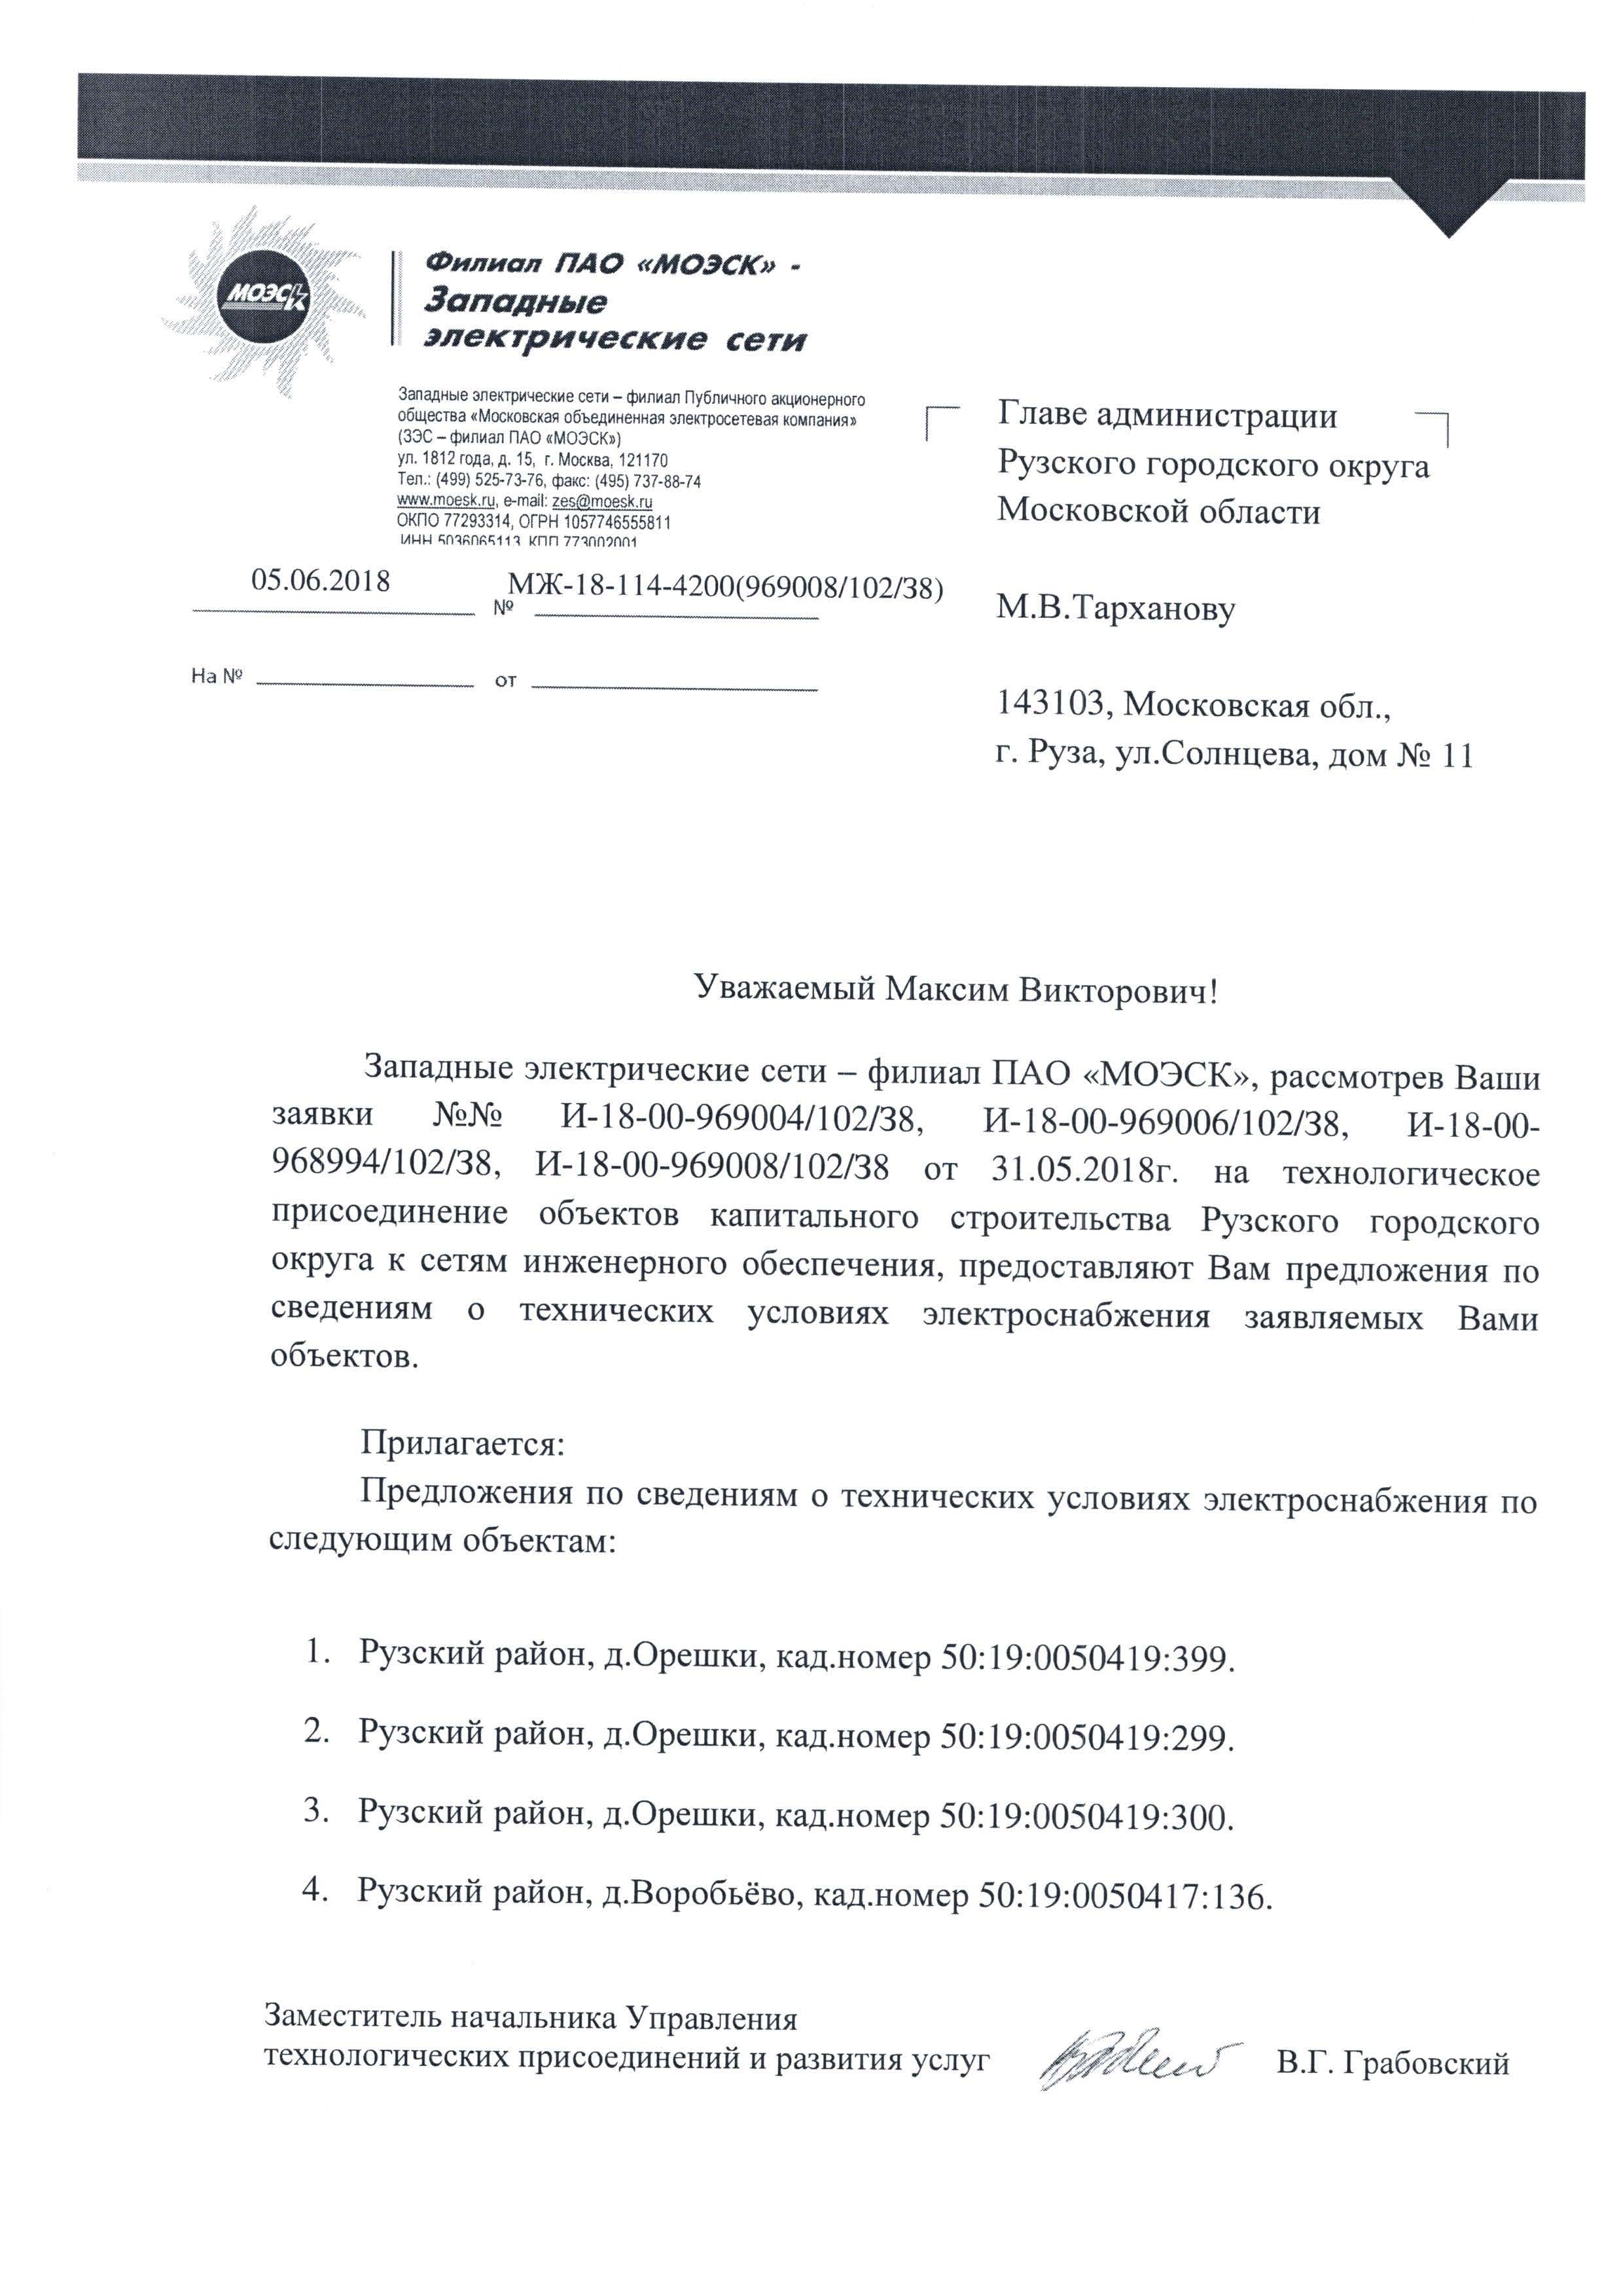 МОЭСК
Филиал ПАО «МОЭСК» -
Западные
электрические сети
Западные электрические сети – филиал Публичного акционерного
общества «Московская объединенная электросетевая компания»
(ЗЭС – филиал ПАО «МОЭСК»)
ул. 1812 года, д. 15, г. Москва, 121170
Тел.: (499) 525-73-76, факс: (495) 737-88-74
www.moesk.ru, e-mail: zes@moesk.ru
ОКПО 77293314, ОГРН 1057746555811
ИНН 5036065113, КПП 773002001
05.06.2018 № МЖ-18-114-4200(969008/102/З8)
На № от
Главе администрации
Рузского городского округа
Московской области
М.В.Тарханову
143103, Московская обл.,
г. Руза, ул.Солнцева, дом № 11
Уважаемый Максим Викторович!
Западные электрические сети – филиал ПАО «МОЭСК», рассмотрев Ваши
заявки №№ И-18-00-969004/102/З8, И-18-00-969006/102/З8, И-18-00-
968994/102/З8, И-18-00-969008/102/З8 от 31.05.2018г. на технологическое
присоединение объектов капитального строительства Рузского городского
округа к сетям инженерного обеспечения, предоставляют Вам предложения по
сведениям о технических условиях электроснабжения заявляемых Вами
объектов.
Прилагается:
Предложения по сведениям о технических условиях электроснабжения по
следующим объектам:
1. Рузский район, д.Орешки, кад.номер 50:19:0050419:399.
2. Рузский район, д.Орешки, кад.номер 50:19:0050419:299.
3. Рузский район, д.Орешки, кад.номер 50:19:0050419:300.
4. Рузский район, д.Воробьёво, кад.номер 50:19:0050417:136.
Заместитель начальника Управления
технологических присоединений и развития услуг В.Г. Грабовский